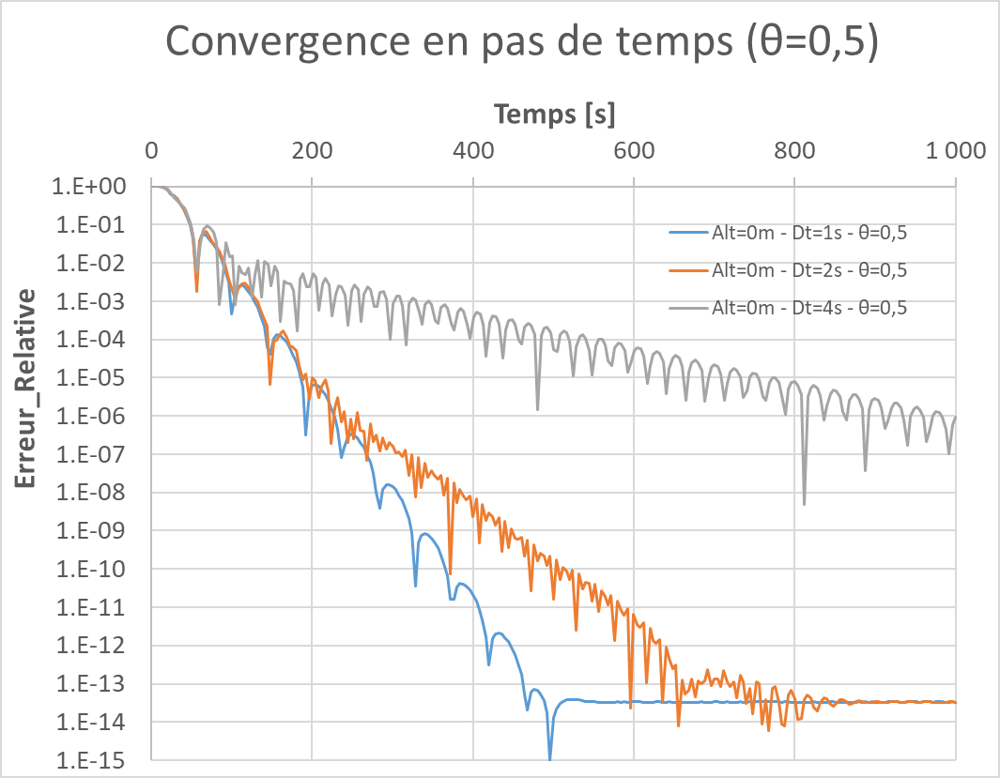 Convergence en pas de temps (θ=0,5)
Temps [s]
0 200 400 600 800 1 000
1.E+00
1.E-01
1.E-02
1.E-03
1.E-04
1.E-05
1.E-06
1.E-07
1.E-08
1.E-09
1.E-10
1.E-11
1.E-12
1.E-13
1.E-14
1.E-15
Erreur_Relative
Alt=0m - Dt=1s - θ=0,5
Alt=0m - Dt=2s - θ=0,5
Alt=0m - Dt=4s - θ=0,5